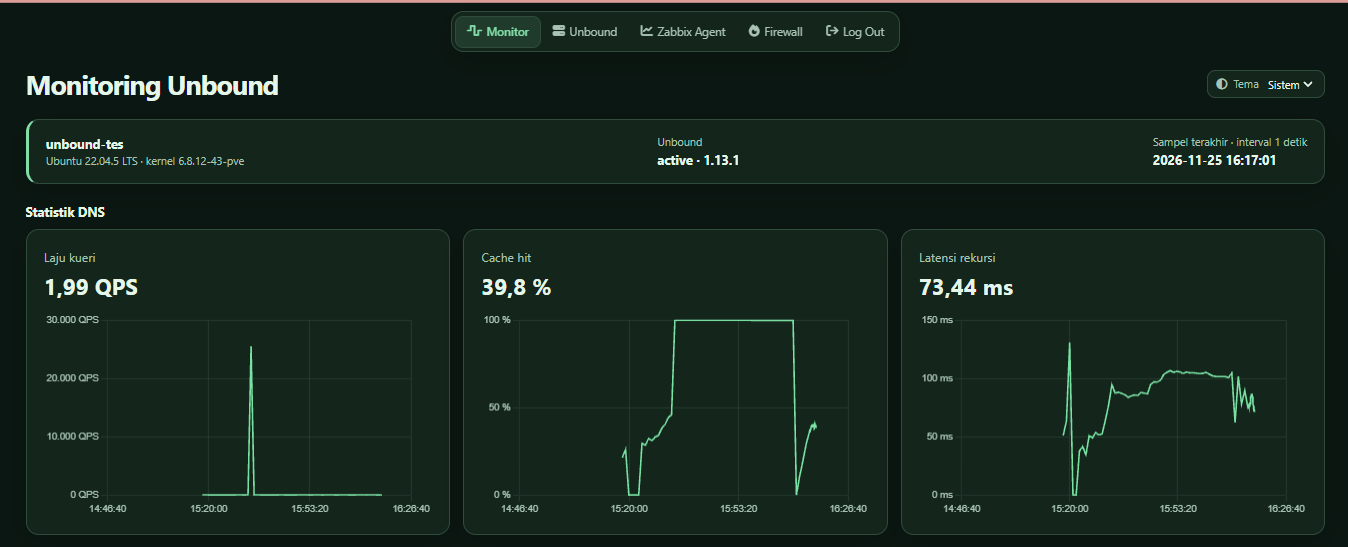 Monitor
Unbound
Zabbix Agent
Firewall
Log Out
Monitoring Unbound
Tema Sistem
unbound-tes
Ubuntu 22.04.5 LTS · kernel 6.8.12-43-pve
Unbound
active · 1.13.1
Sampel terakhir · interval 1 detik
2026-11-25 16:17:01
Statistik DNS
Laju kueri
1,99 QPS
30.000 QPS
20.000 QPS
10.000 QPS
0 QPS
14:46:40 15:20:00 15:53:20 16:26:40
Cache hit
39,8 %
100 %
50 %
0 %
14:46:40 15:20:00 15:53:20 16:26:40
Latensi rekursi
73,44 ms
150 ms
100 ms
50 ms
0 ms
14:46:40 15:20:00 15:53:20 16:26:40